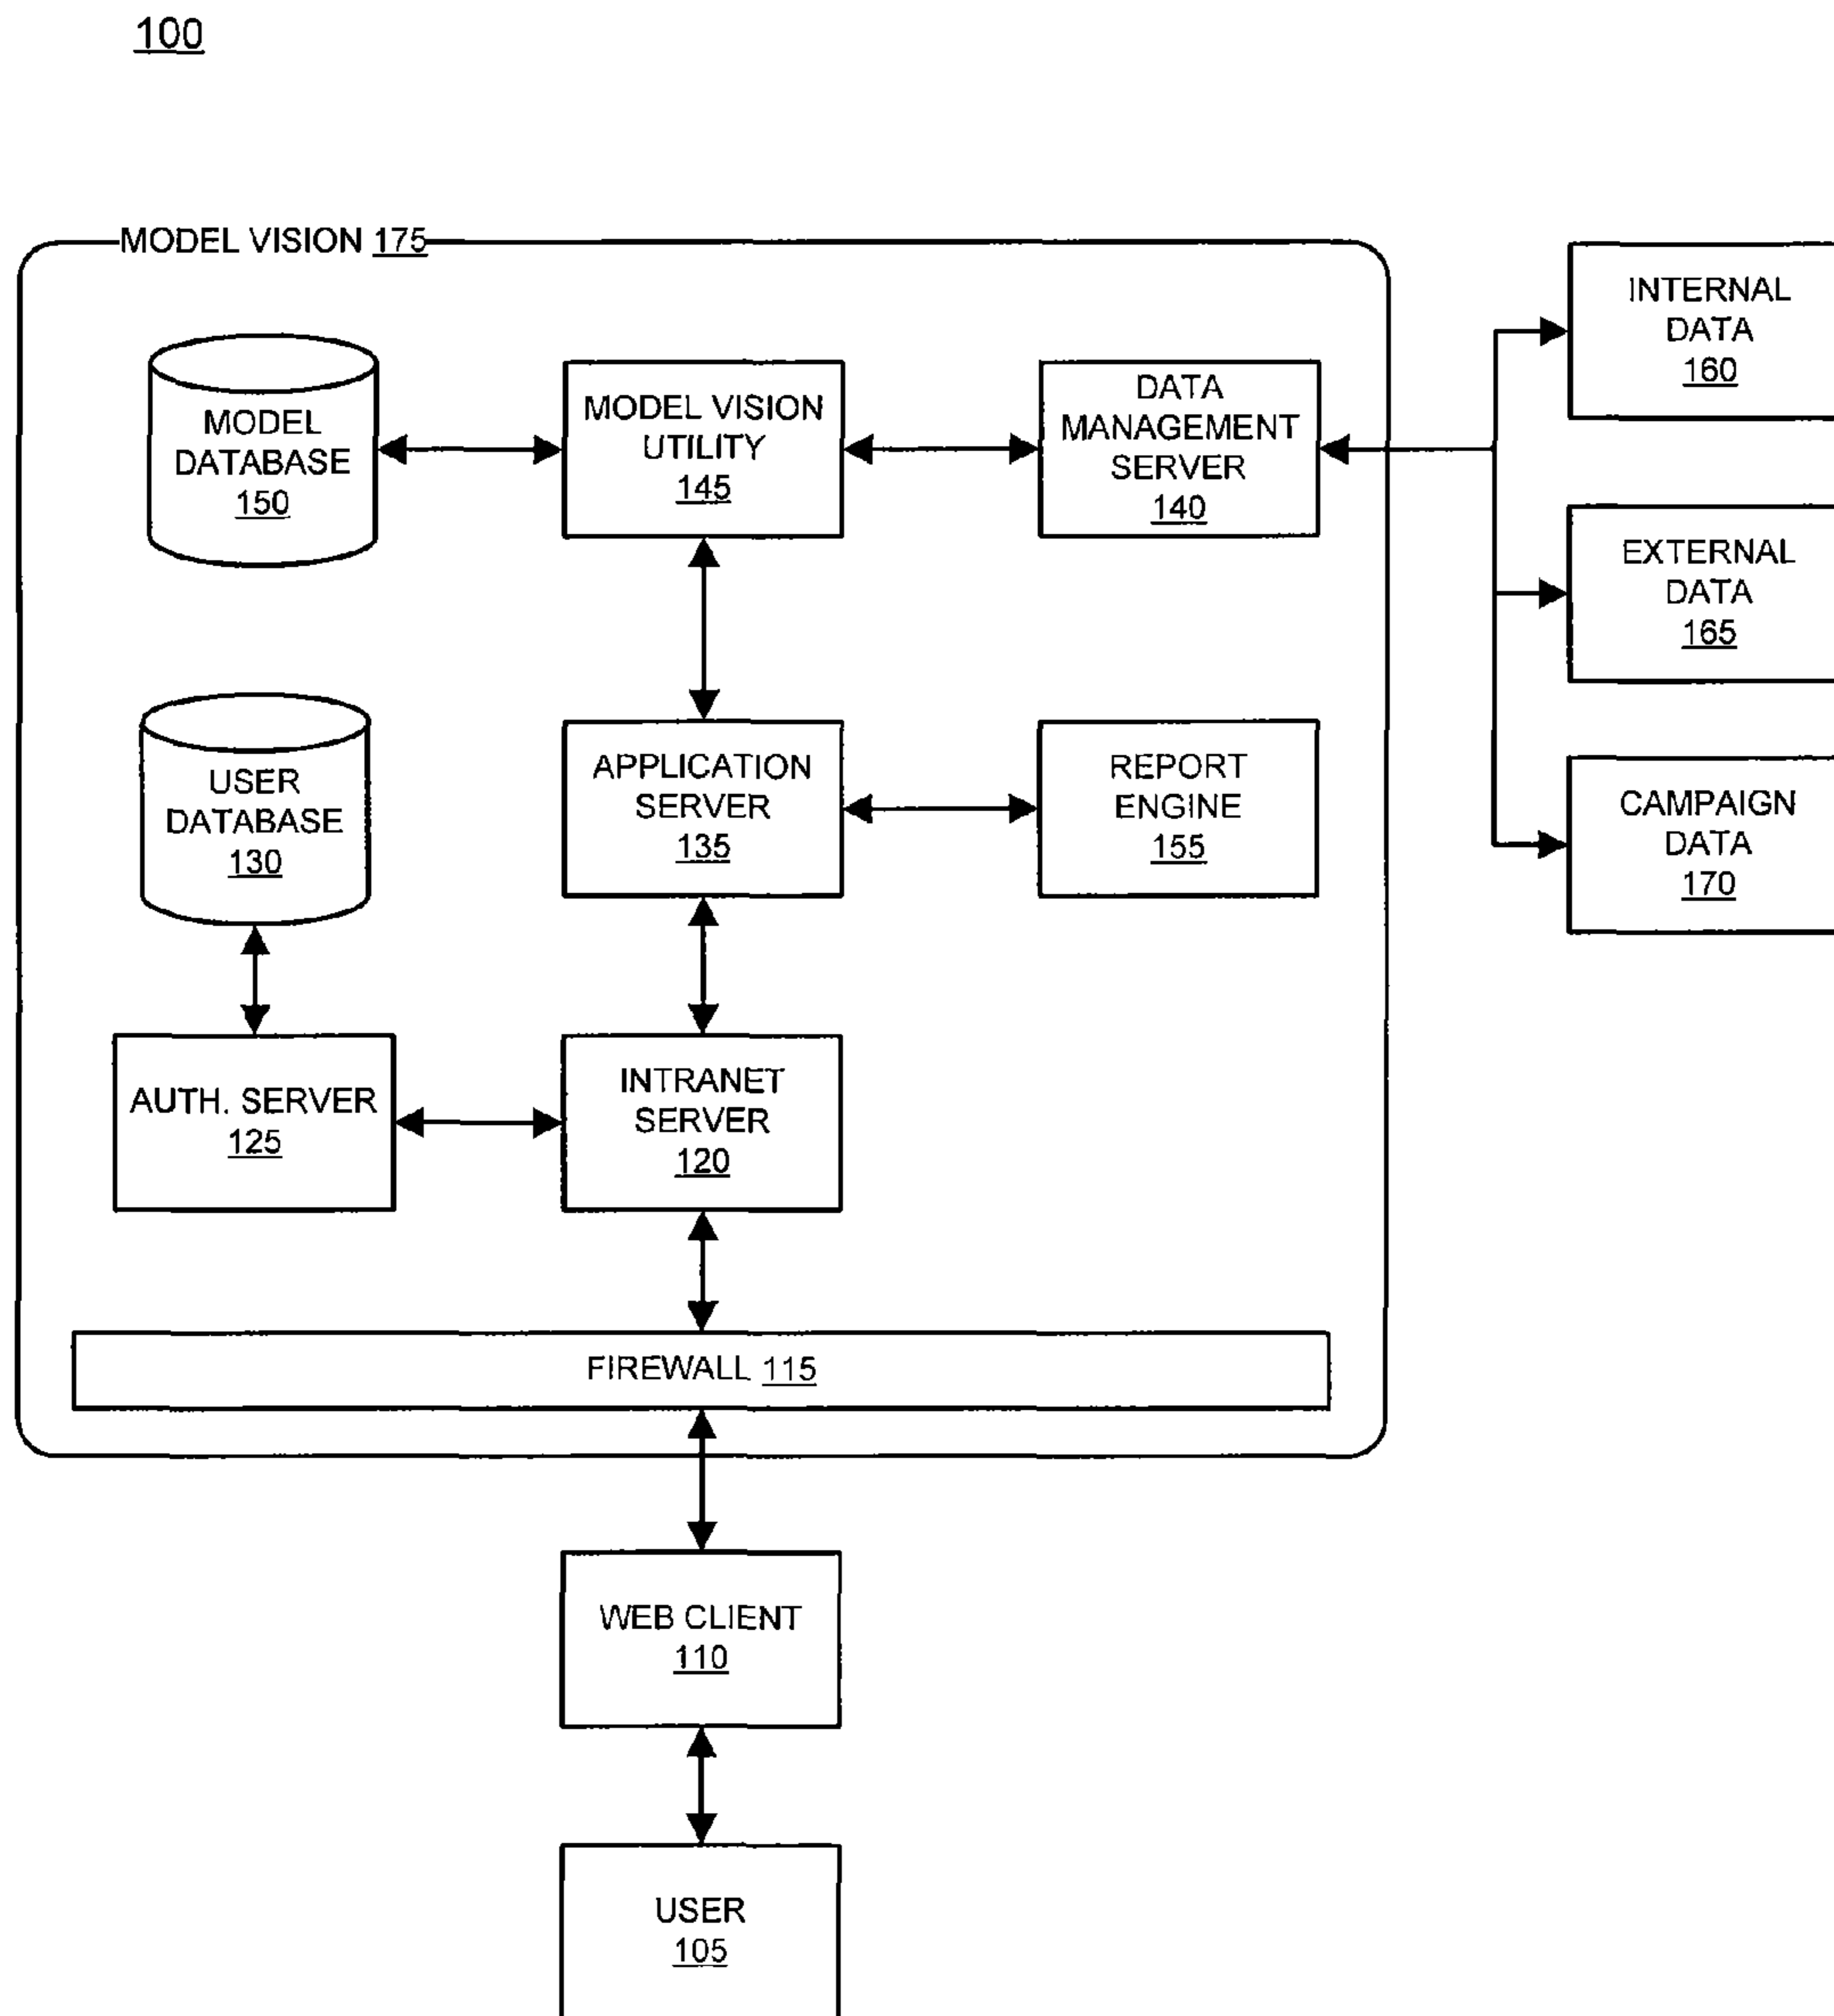 100
MODEL VISION 175
MODEL
DATABASE
150
MODEL VISION
UTILITY
145
DATA
MANAGEMENT
SERVER
140
INTERNAL
DATA
160
EXTERNAL
DATA
165
USER
DATABASE
130
APPLICATION
SERVER
135
REPORT
ENGINE
155
CAMPAIGN
DATA
170
AUTH. SERVER
125
INTRANET
SERVER
120
FIREWALL 115
WEB CLIENT
110
USER
105